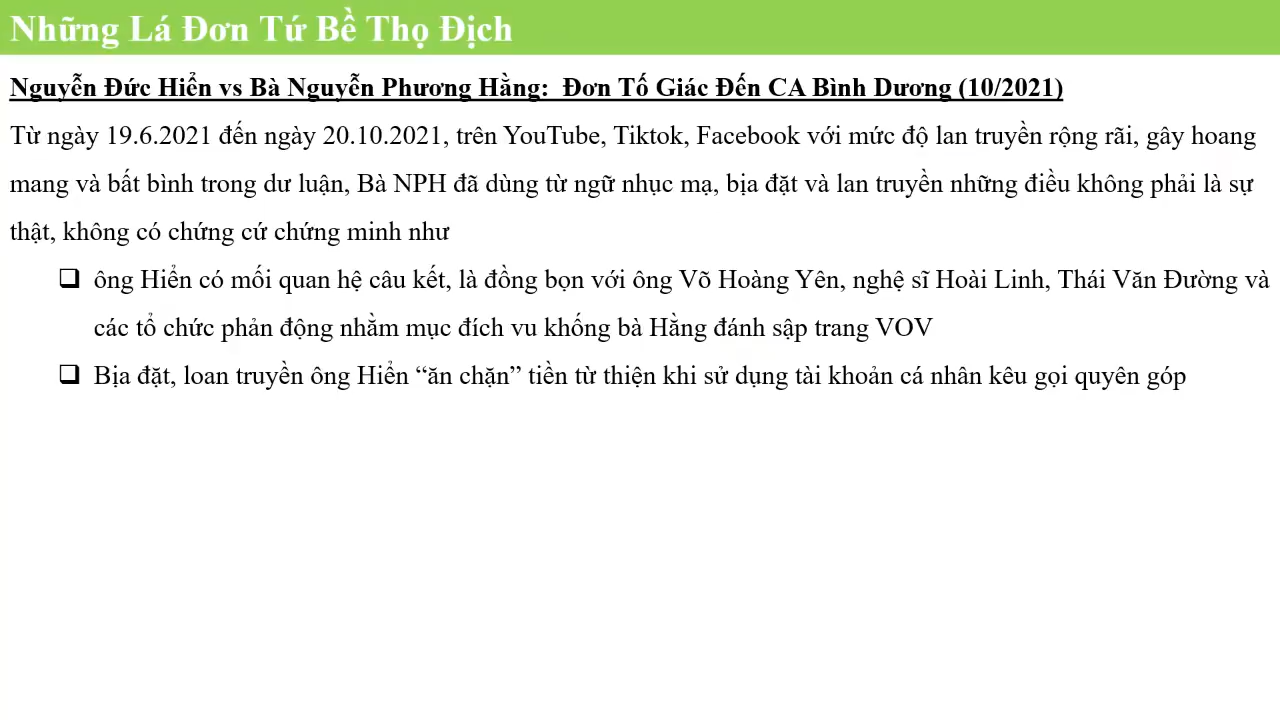 Những Lá Đơn Tứ Bề Thọ Địch
Nguyễn Đức Hiển vs Bà Nguyễn Phương Hằng: Đơn Tố Giác Đến CA Bình Dương (10/2021)
Từ ngày 19.6.2021 đến ngày 20.10.2021, trên YouTube, Tiktok, Facebook với mức độ lan truyền rộng rãi, gây hoang
mang và bất bình trong dư luận, Bà NPH đã dùng từ ngữ nhục mạ, bịa đặt và lan truyền những điều không phải là sự
thật, không có chứng cứ chứng minh như
❑ ông Hiển có mối quan hệ câu kết, là đồng bọn với ông Võ Hoàng Yên, nghệ sĩ Hoài Linh, Thái Văn Đường và
các tổ chức phản động nhằm mục đích vu khống bà Hằng đánh sập trang VOV
❑ Bịa đặt, loan truyền ông Hiển “ăn chặn” tiền từ thiện khi sử dụng tài khoản cá nhân kêu gọi quyên góp